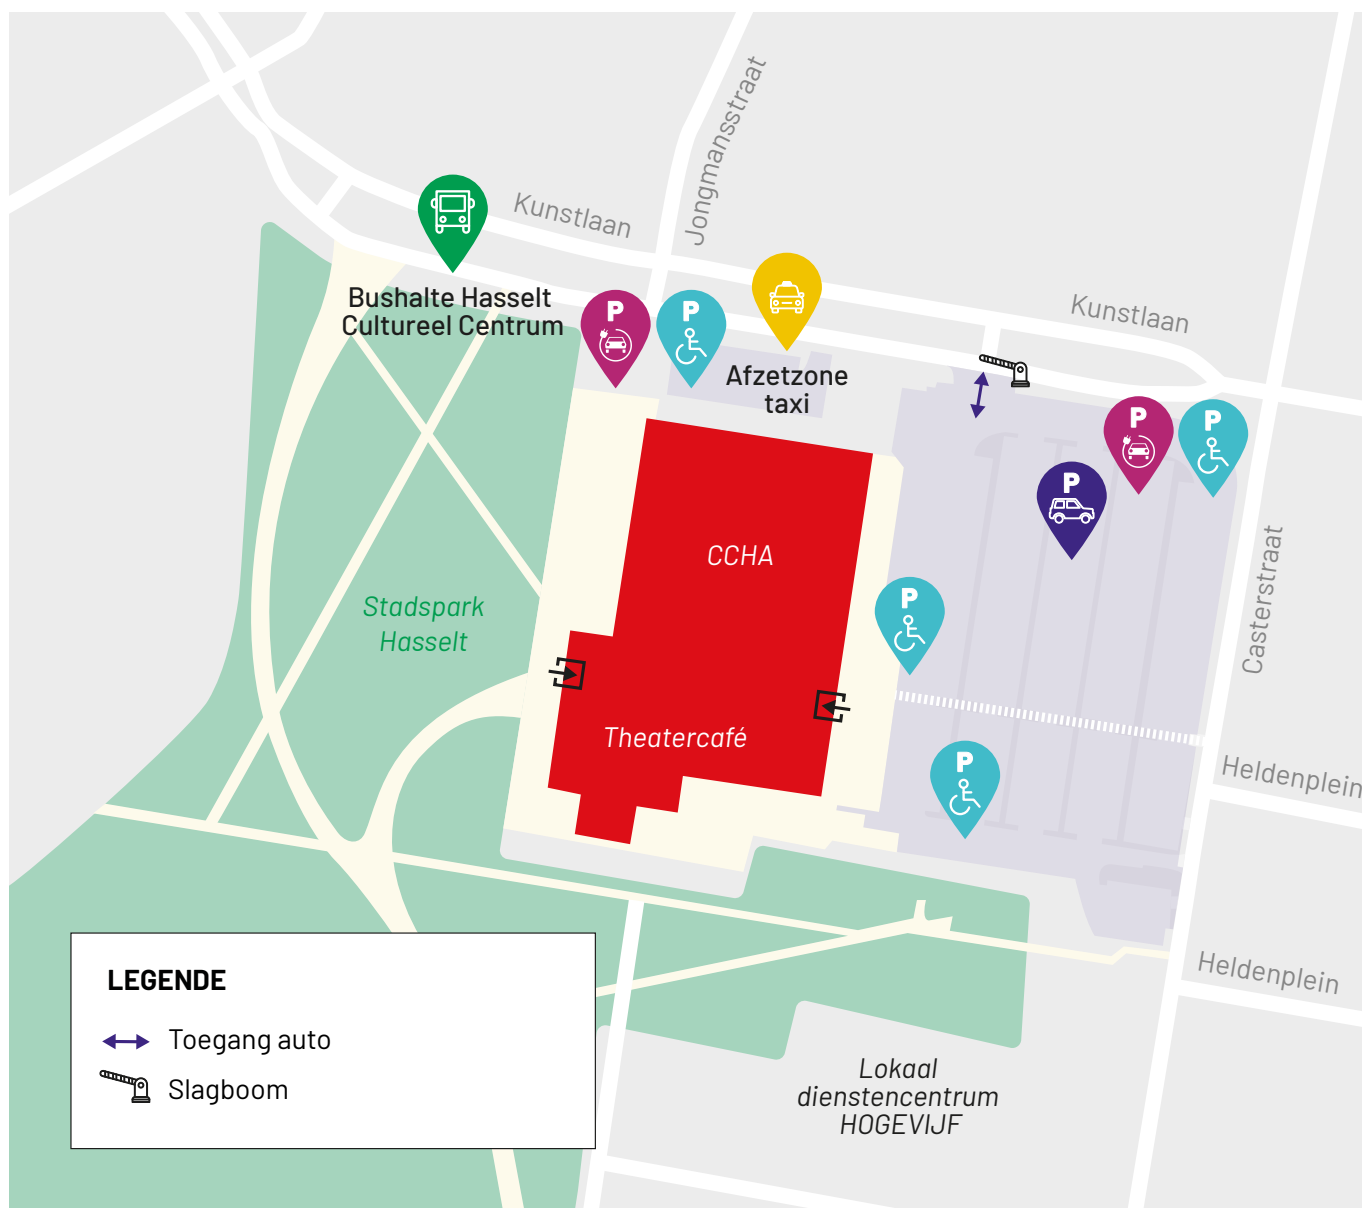 Jongmansstraat
Kunstlaan
Bushalte Hasselt
Cultureel Centrum
P
P
Afzetzone
taxi
Kunstlaan
P
P
P
CCHA
P
Casterstraat
Stadspark
Hasselt
Theatercafé
P
Heldenplein
Heldenplein
LEGENDE
Toegang auto
Slagboom
Lokaal
dienstencentrum
HOGEVIJF